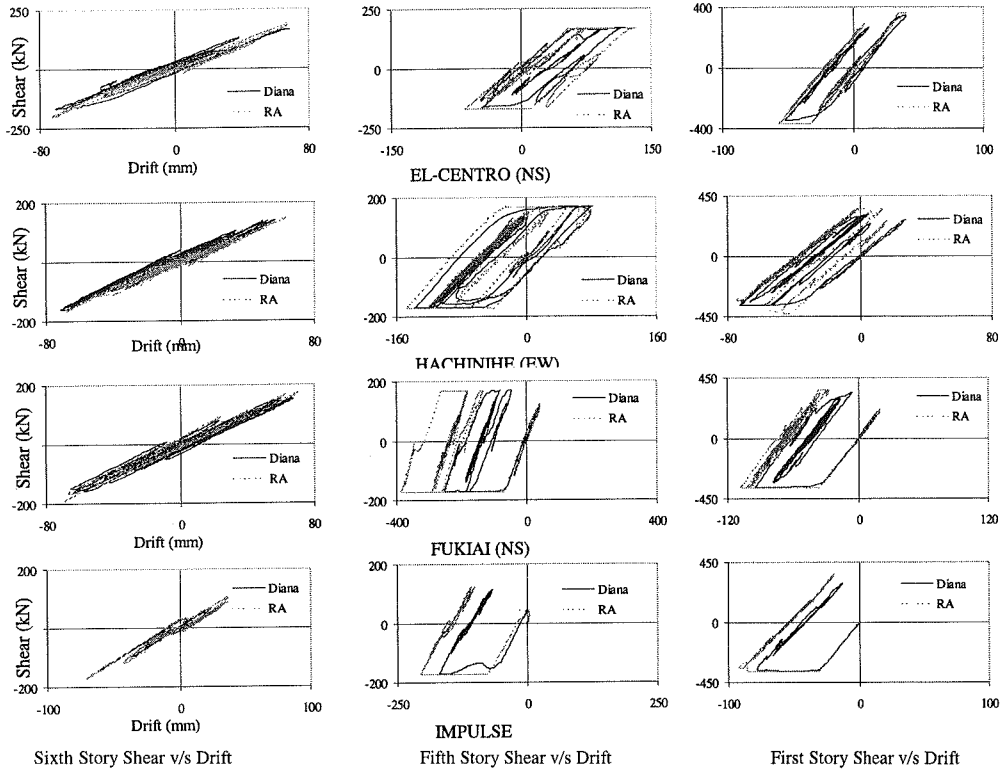 250
0
-250
-80
0
80
Shear (kN)
Drift (mm)
Diana
RA
250
0
-250
-150
0
150
Diana
RA
400
0
-400
-100
0
100
Diana
RA
EL-CENTRO (NS)
200
0
-200
-80
0
80
Shear (kN)
Drift (mm)
Diana
RA
200
0
-200
-160
0
160
Diana
RA
450
0
-450
-80
0
80
Diana
RA
HACHINIHE (EW)
200
0
-200
-80
0
80
Shear (kN)
Drift (mm)
Diana
RA
200
0
-200
-400
0
400
Diana
RA
450
0
-450
-120
0
120
Diana
RA
FUKIAI (NS)
200
0
-200
-100
0
100
Shear (kN)
Drift (mm)
Diana
RA
200
0
-200
-250
0
250
Diana
RA
450
0
-450
-100
0
100
Diana
RA
IMPULSE
Sixth Story Shear v/s Drift
Fifth Story Shear v/s Drift
First Story Shear v/s Drift